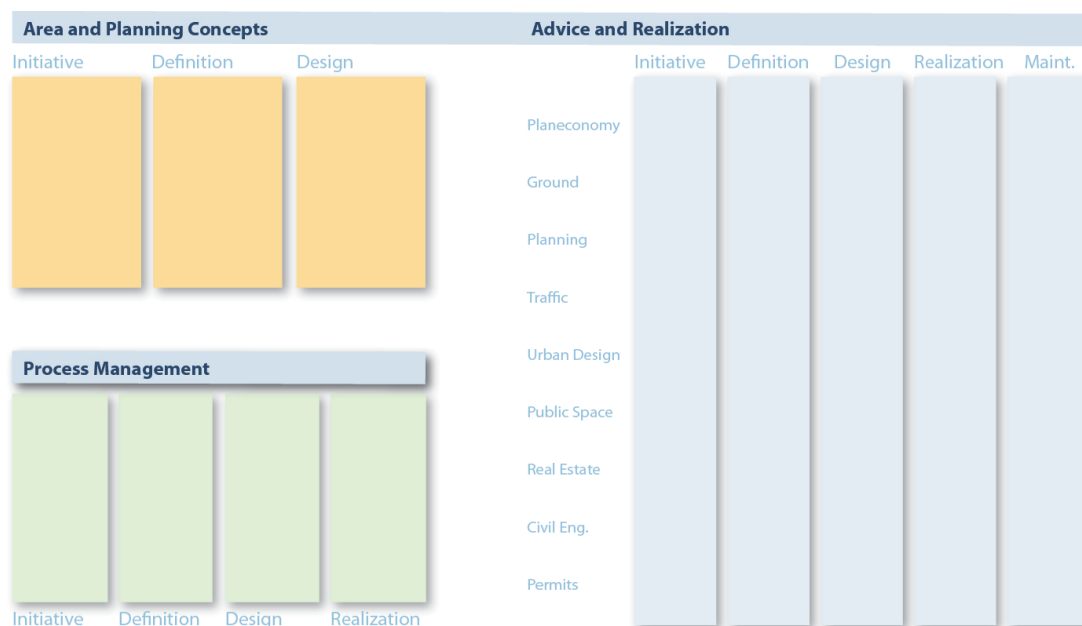 Area and Planning Concepts
Initiative Definition Design
Process Management
Initiative Definition Design Realization
Advice and Realization
Initiative Definition Design Realization Maint.
Planeconomy
Ground
Planning
Traffic
Urban Design
Public Space
Real Estate
Civil Eng.
Permits